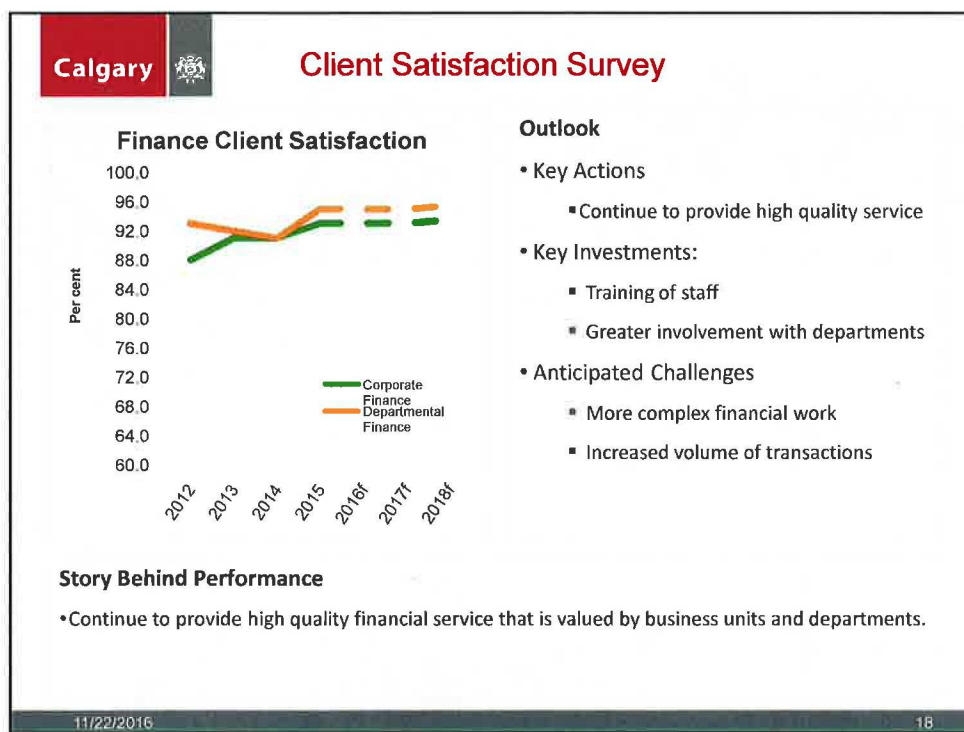 Calgary
Client Satisfaction Survey
Finance Client Satisfaction
Per cent
100.0
96.0
92.0
88.0
84.0
80.0
76.0
72.0
68.0
64.0
60.0
Corporate
Finance
Departmental
Finance
2012
2013
2014
2015
2016f
2017f
2018f
Outlook
• Key Actions
▪Continue to provide high quality service
• Key Investments:
▪ Training of staff
▪ Greater involvement with departments
• Anticipated Challenges
▪ More complex financial work
▪ Increased volume of transactions
Story Behind Performance
•Continue to provide high quality financial service that is valued by business units and departments.
11/22/2016
18